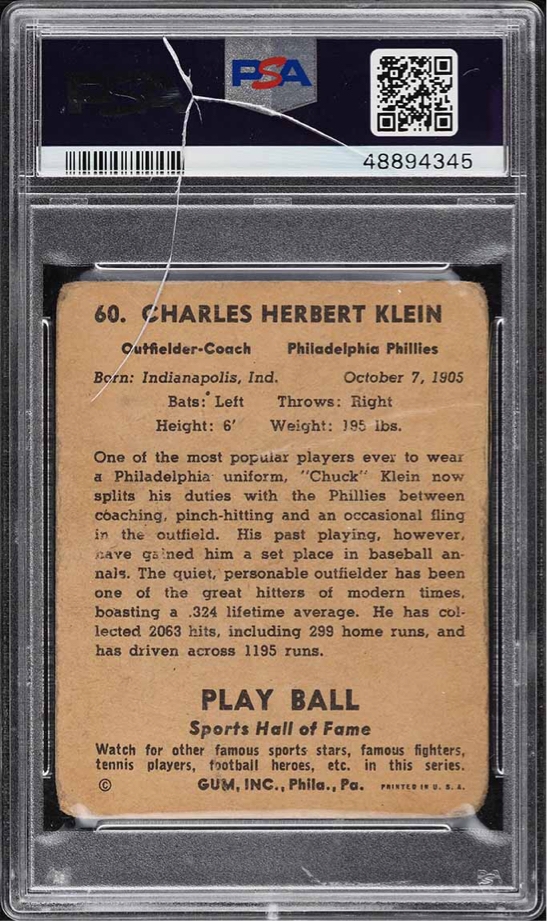 PSA
48894345
60. CHARLES HERBERT KLEIN
Outfielder-Coach Philadelphia Phillies
Born: Indianapolis, Ind. October 7, 1905
Bats: Left Throws: Right
Height: 6' Weight: 195 lbs.
One of the most popular players ever to wear
a Philadelphia uniform, "Chuck" Klein now
splits his duties with the Phillies between
coaching, pinch-hitting and an occasional fling
in the outfield. His past playing, however,
have gained him a set place in baseball an-
nals. The quiet, personable outfielder has been
one of the great hitters of modern times,
boasting a .324 lifetime average. He has col-
lected 2063 hits, including 299 home runs, and
has driven across 1195 runs.
PLAY BALL
Sports Hall of Fame
Watch for other famous sports stars, famous fighters,
tennis players, football heroes, etc. in this series.
© GUM, INC., Phila., Pa. PRINTED IN U. S. A.